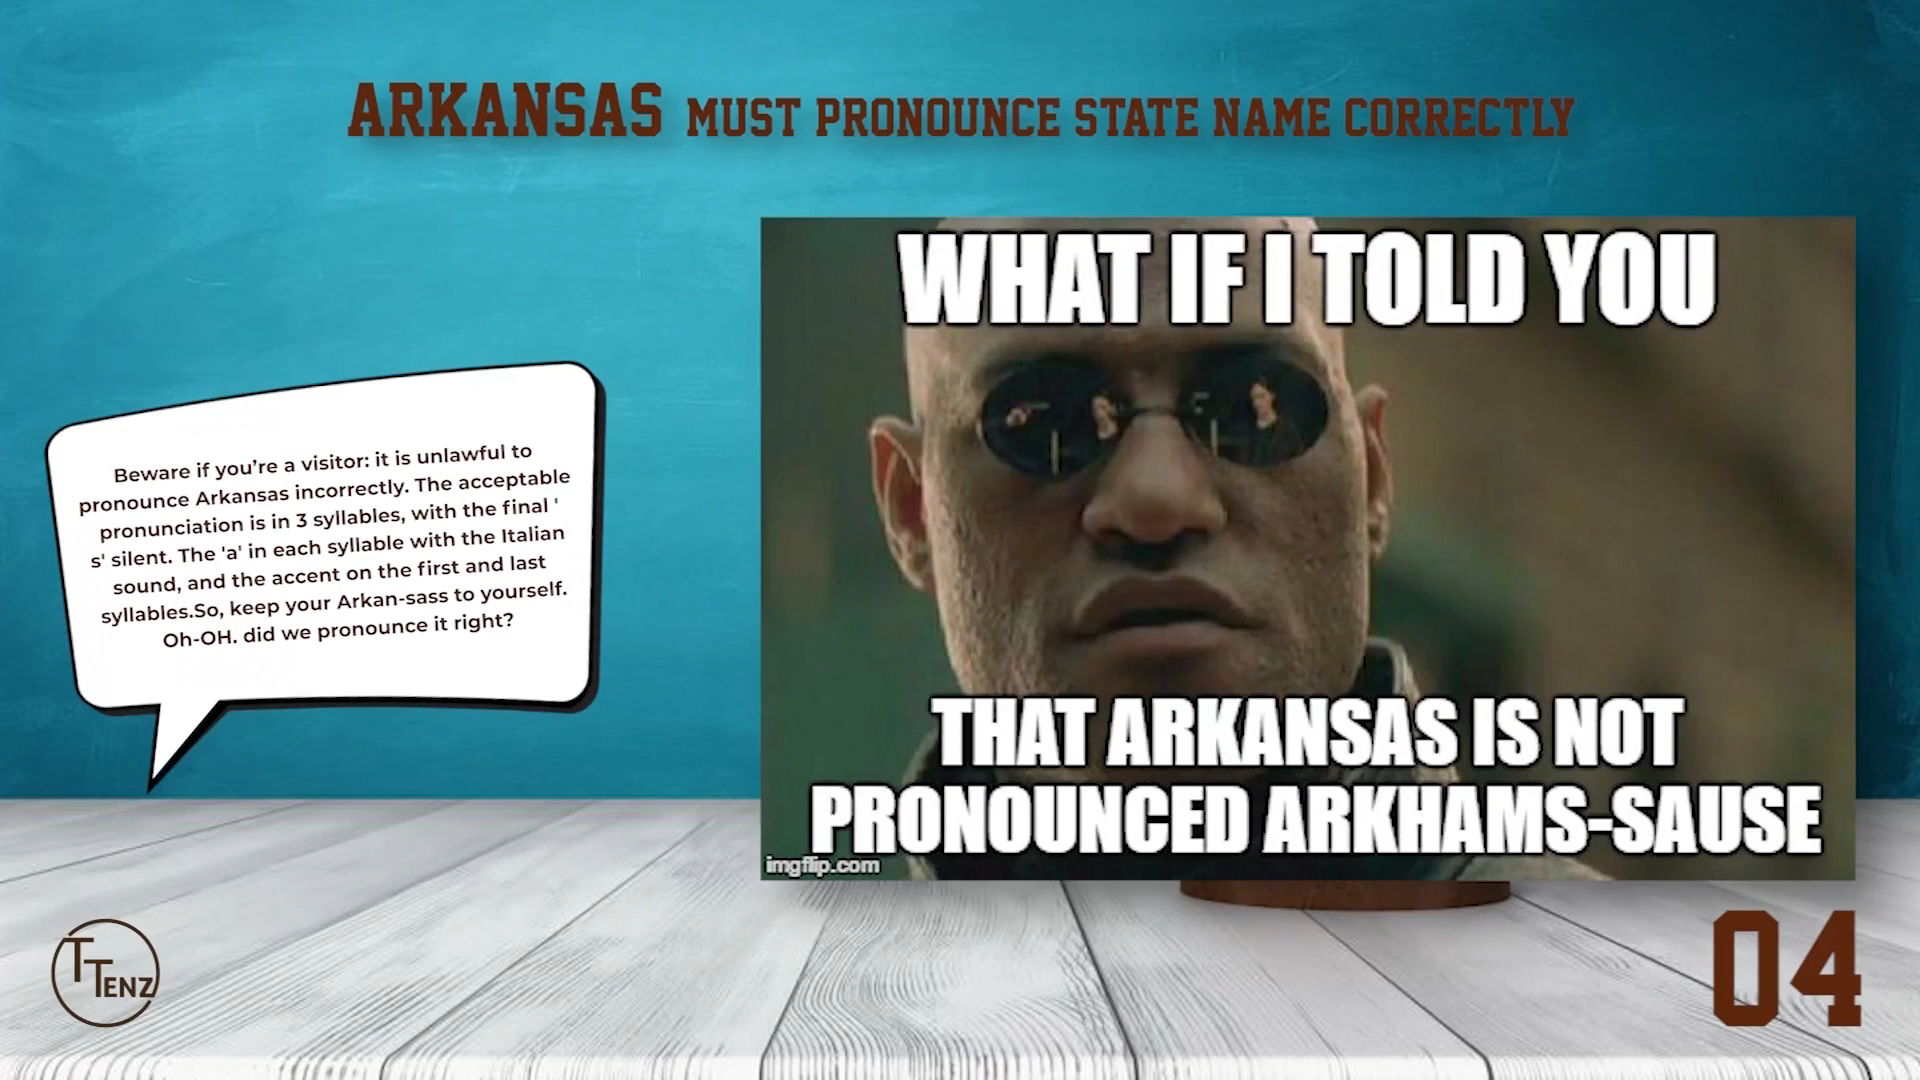 ARKANSAS MUST PRONOUNCE STATE NAME CORRECTLY
WHAT IF I TOLD YOU
THAT ARKANSAS IS NOT
PRONOUNCED ARKHAMS-SAUSE
imgflip.com
Beware if you’re a visitor: it is unlawful to
pronounce Arkansas incorrectly. The acceptable
pronunciation is in 3 syllables, with the final '
s' silent. The 'a' in each syllable with the Italian
sound, and the accent on the first and last
syllables.So, keep your Arkan-sass to yourself.
Oh-OH. did we pronounce it right?
T TENZ
04